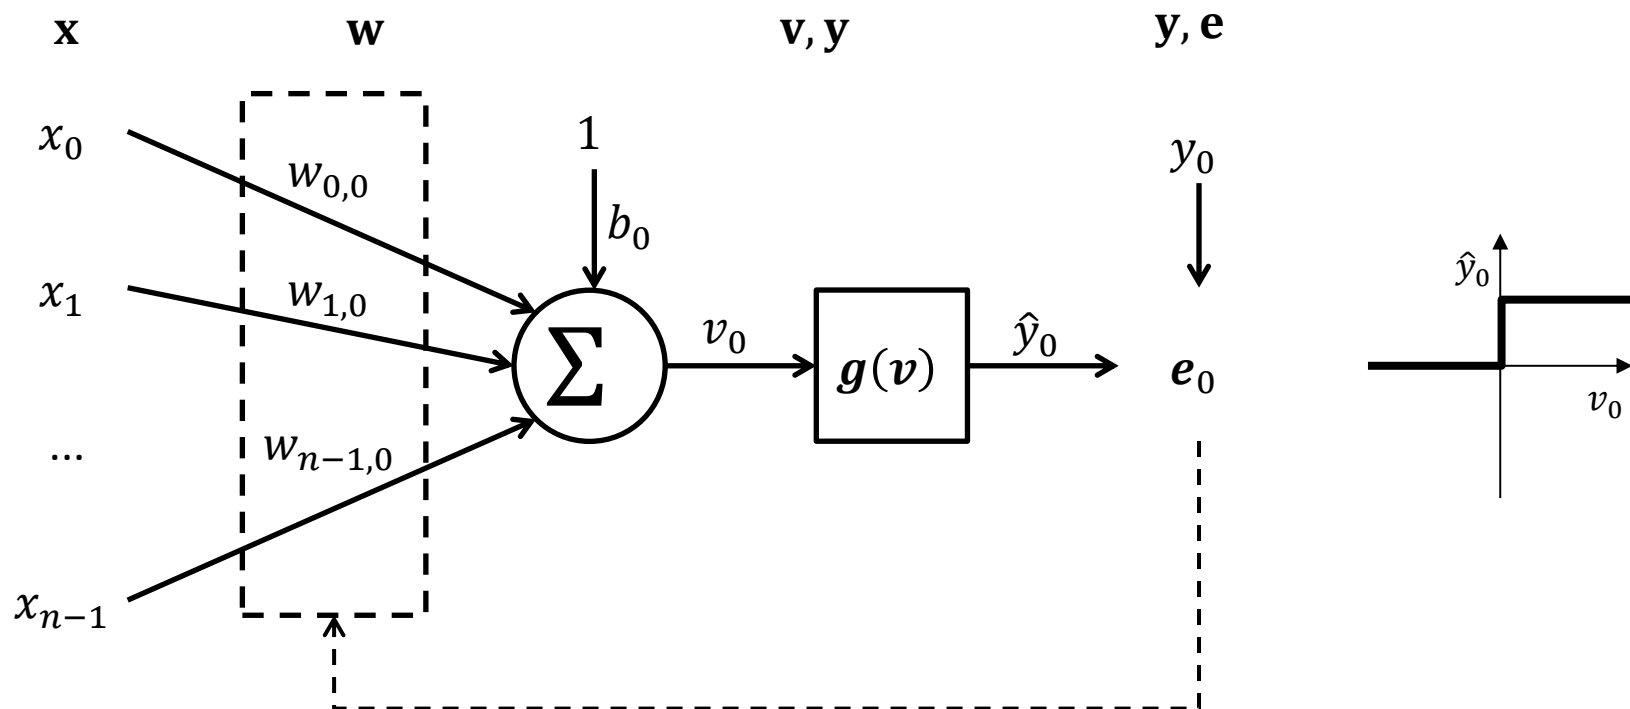 x w v, y y, e
x₀ w₀,₀ 1 y₀
b₀
x₁ w₁,₀ ŷ₀
∑ v₀ g(v) ŷ₀ e₀ v₀
... wₙ₋₁,₀
xₙ₋₁